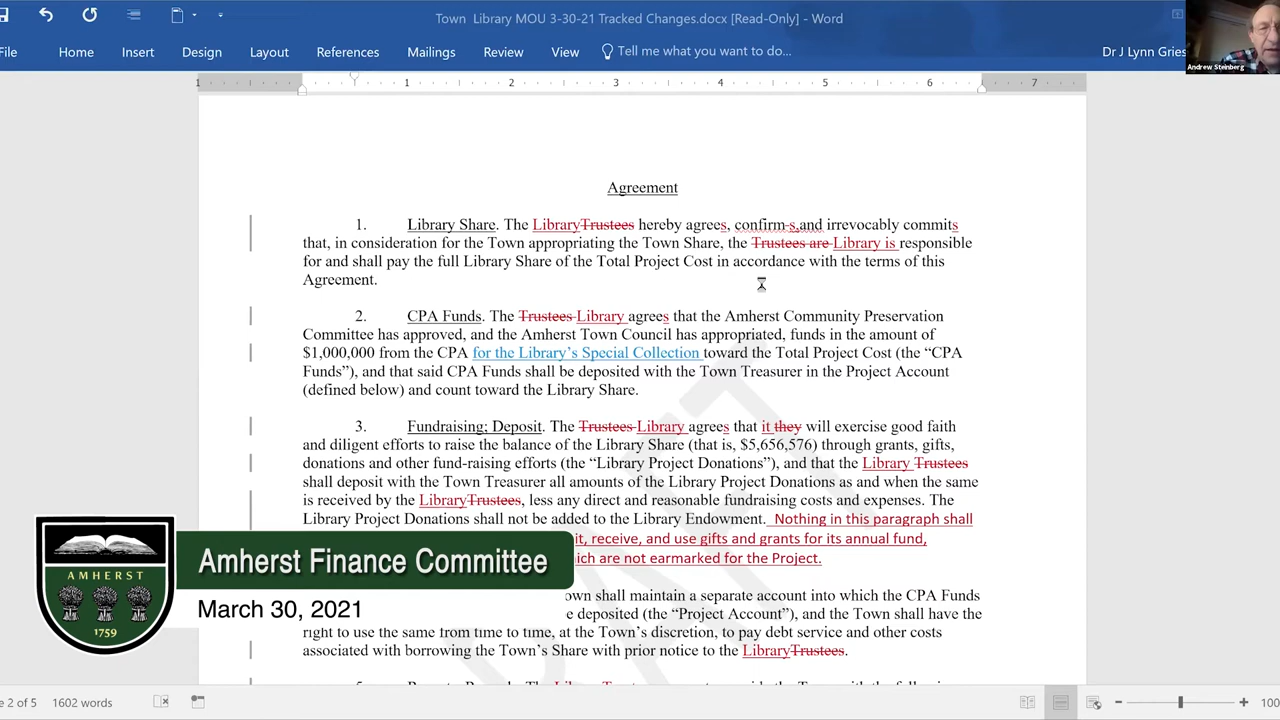 Town Library MOU 3-30-21 Tracked Changes.docx [Read-Only] - Word
File Home Insert Design Layout References Mailings Review View Tell me what you want to do... Dr J Lynn Gries
Andrew Steinberg
1 1 2 3 4 5 6 7
Agreement
1. Library Share. The LibraryTrustees hereby agrees, confirm s,and irrevocably commits
that, in consideration for the Town appropriating the Town Share, the Trustees are Library is responsible
for and shall pay the full Library Share of the Total Project Cost in accordance with the terms of this
Agreement.
2. CPA Funds. The Trustees Library agrees that the Amherst Community Preservation
Committee has approved, and the Amherst Town Council has appropriated, funds in the amount of
$1,000,000 from the CPA for the Library's Special Collection toward the Total Project Cost (the “CPA
Funds”), and that said CPA Funds shall be deposited with the Town Treasurer in the Project Account
(defined below) and count toward the Library Share.
3. Fundraising; Deposit. The Trustees Library agrees that it they will exercise good faith
and diligent efforts to raise the balance of the Library Share (that is, $5,656,576) through grants, gifts,
donations and other fund-raising efforts (the “Library Project Donations”), and that the Library Trustees
shall deposit with the Town Treasurer all amounts of the Library Project Donations as and when the same
is received by the LibraryTrustees, less any direct and reasonable fundraising costs and expenses. The
Library Project Donations shall not be added to the Library Endowment. Nothing in this paragraph shall
it, receive, and use gifts and grants for its annual fund,
hich are not earmarked for the Project.
own shall maintain a separate account into which the CPA Funds
e deposited (the “Project Account”), and the Town shall have the
right to use the same from time to time, at the Town's discretion, to pay debt service and other costs
associated with borrowing the Town's Share with prior notice to the LibraryTrustees.
AMHERST
1759
Amherst Finance Committee
March 30, 2021
e 2 of 5 1602 words 100